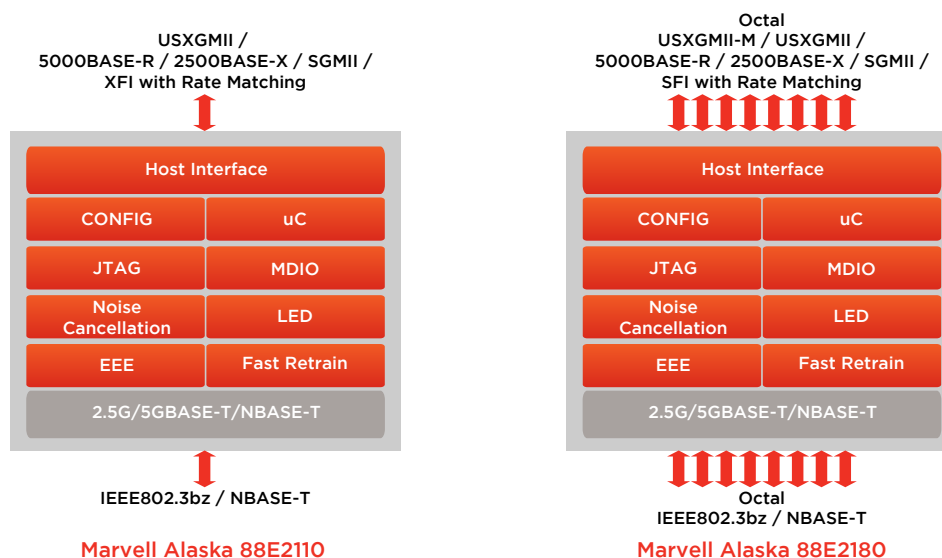 USXGMII /
5000BASE-R / 2500BASE-X / SGMII /
XFI with Rate Matching
Host Interface
CONFIG
uC
JTAG
MDIO
Noise
Cancellation
LED
EEE
Fast Retrain
2.5G/5GBASE-T/NBASE-T
IEEE802.3bz / NBASE-T
Marvell Alaska 88E2110
Octal
USXGMII-M / USXGMII /
5000BASE-R / 2500BASE-X / SGMII /
SFI with Rate Matching
Host Interface
CONFIG
uC
JTAG
MDIO
Noise
Cancellation
LED
EEE
Fast Retrain
2.5G/5GBASE-T/NBASE-T
Octal
IEEE802.3bz / NBASE-T
Marvell Alaska 88E2180